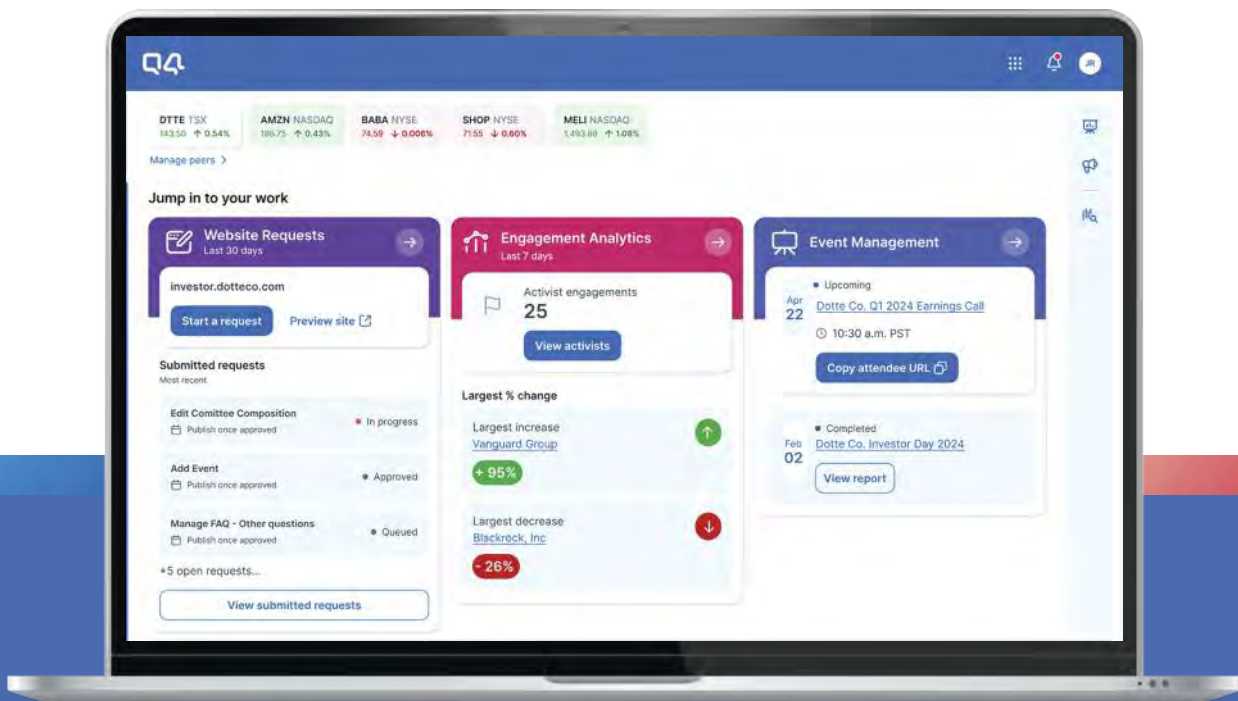 Q4
JR
DTTE TSX
143.50 ↑ 0.54%
AMZN NASDAQ
186.75 ↑ 0.43%
BABA NYSE
74.59 ↓ 0.006%
SHOP NYSE
71.55 ↓ 0.60%
MELI NASDAQ
1,493.88 ↑ 1.08%
Manage peers >
Jump in to your work
Website Requests
Last 30 days
investor.dotteco.com
Start a request
Preview site
Submitted requests
Most recent
Edit Comittee Composition
Publish once approved
In progress
Add Event
Publish once approved
Approved
Manage FAQ - Other questions
Publish once approved
Queued
+5 open requests...
View submitted requests
Engagement Analytics
Last 7 days
Activist engagements
25
View activists
Largest % change
Largest increase
Vanguard Group
+ 95%
Largest decrease
Blackrock, Inc
- 26%
Event Management
Upcoming
Apr
22
Dotte Co. Q1 2024 Earnings Call
10:30 a.m. PST
Copy attendee URL
Completed
Feb
02
Dotte Co. Investor Day 2024
View report